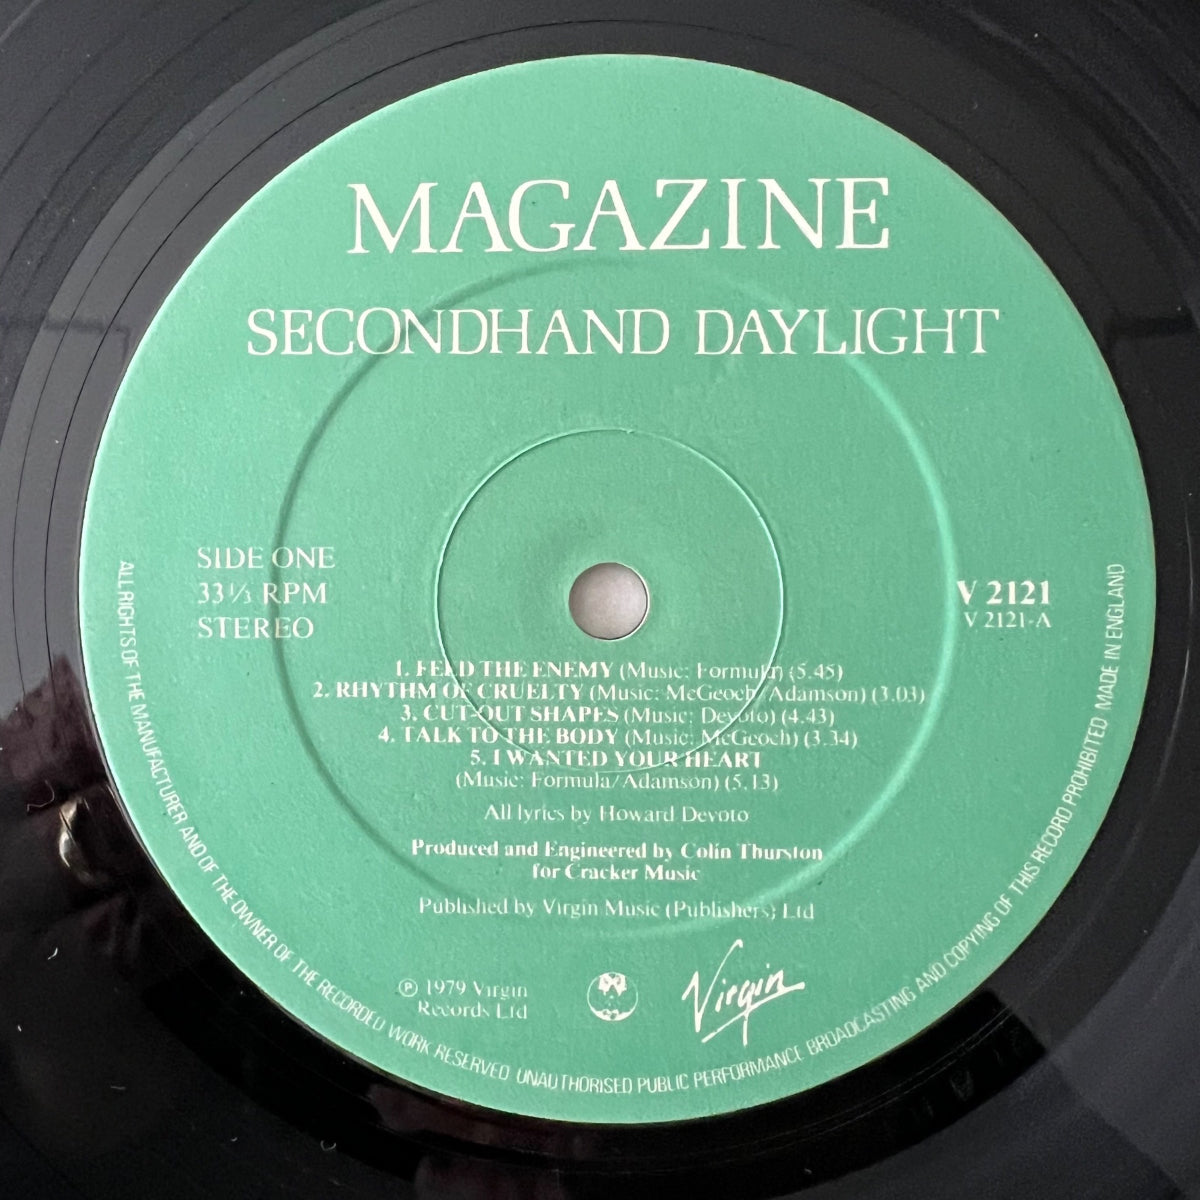 MAGAZINE
SECONDHAND DAYLIGHT
SIDE ONE
33⅓ RPM
STEREO
V 2121
V 2121-A
1. FEED THE ENEMY (Music: Formula) (5.45)
2. RHYTHM OF CRUELTY (Music: McGeoch/Adamson) (3.03)
3. CUT-OUT SHAPES (Music: Devoto) (4.43)
4. TALK TO THE BODY (Music: McGeoch) (3.34)
5. I WANTED YOUR HEART
(Music: Formula/Adamson) (5.13)
All lyrics by Howard Devoto
Produced and Engineered by Colin Thurston
for Cracker Music
Published by Virgin Music (Publishers) Ltd
℗ 1979 Virgin
Records Ltd
Virgin
ALL RIGHTS OF THE MANUFACTURER AND OF THE OWNER OF THE RECORDED WORK RESERVED UNAUTHORISED PUBLIC PERFORMANCE BROADCASTING AND COPYING OF THIS RECORD PROHIBITED MADE IN ENGLAND